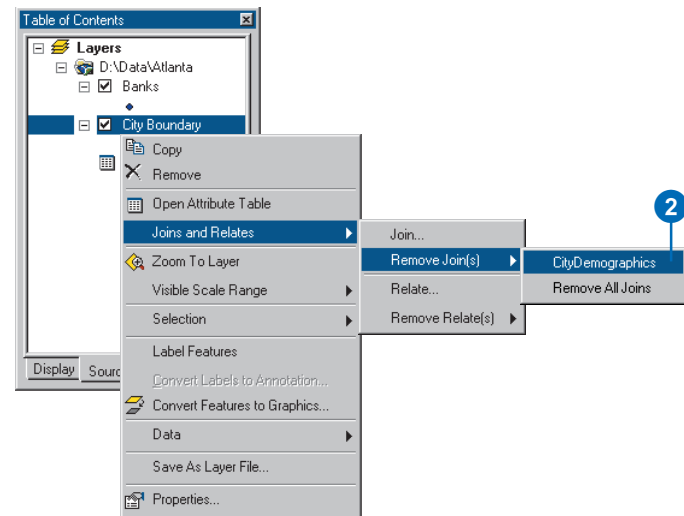 Table of Contents
Layers
D:\Data\Atlanta
Banks
City Boundary
Copy
Remove
Open Attribute Table
Joins and Relates
Zoom To Layer
Visible Scale Range
Selection
Label Features
Convert Labels to Annotation...
Convert Features to Graphics...
Data
Save As Layer File...
Properties...
Join...
Remove Join(s)
Relate...
Remove Relate(s)
2
CityDemographics
Remove All Joins
Display
Sourc